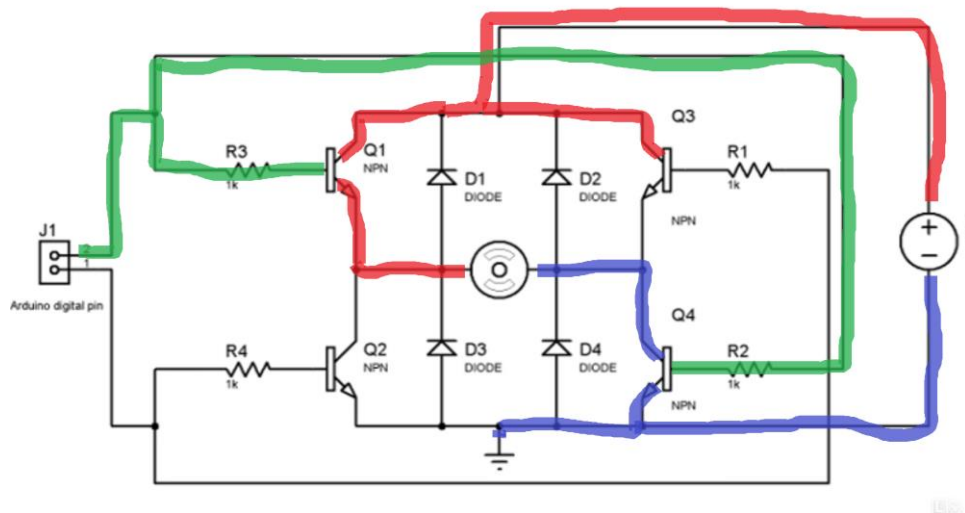 Q3
R3
1k
Q1
NPN
D1
DIODE
D2
DIODE
R1
1k
NPN
J1
2
1
Arduino digital pin
+
−
R4
1k
Q2
NPN
D3
DIODE
D4
DIODE
Q4
R2
1k
NPN